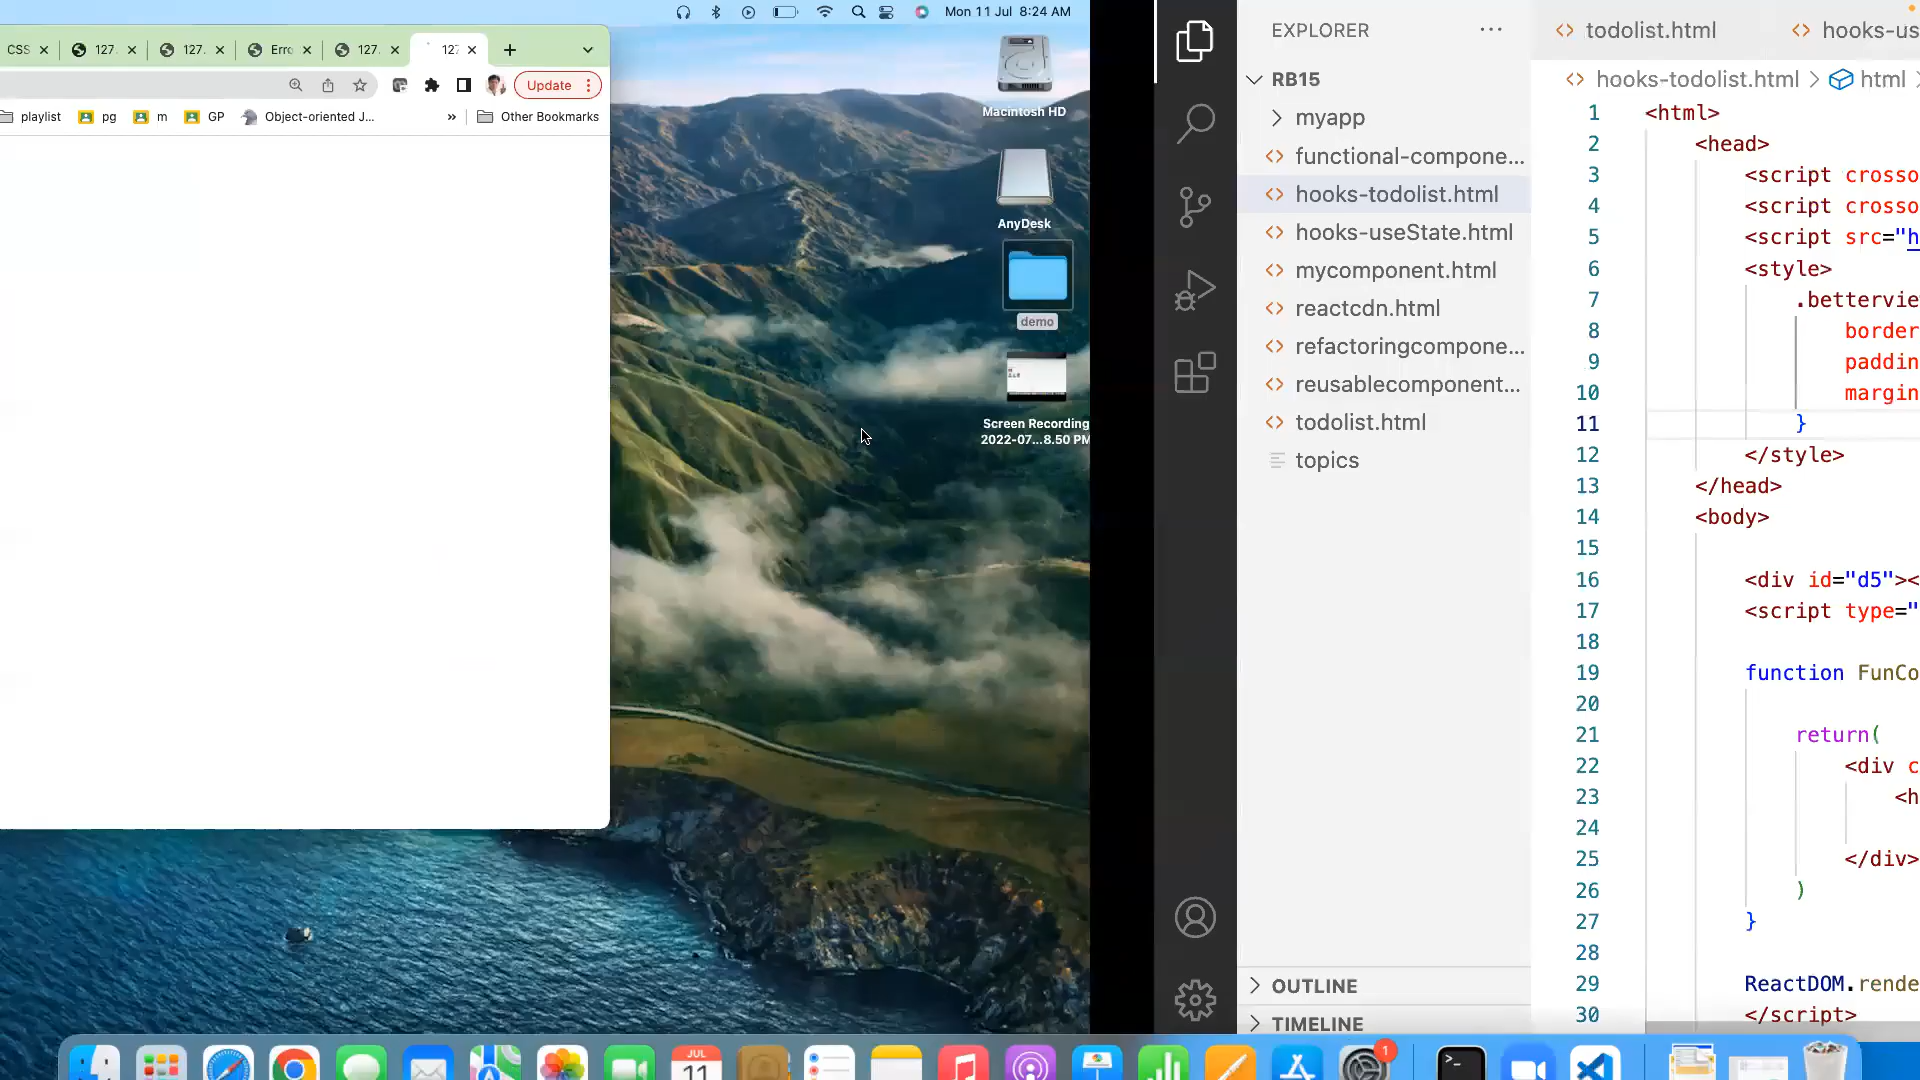 Mon 11 Jul 8:24 AM
CSS
127.
127.
Erro
127.
127
Update
playlist
pg
m
GP
Object-oriented J...
»
Other Bookmarks
Macintosh HD
AnyDesk
demo
Screen Recording
2022-07...8.50 PM
EXPLORER
RB15
myapp
functional-compone...
hooks-todolist.html
hooks-useState.html
mycomponent.html
reactcdn.html
refactoringcompone...
reusablecomponent...
todolist.html
topics
OUTLINE
TIMELINE
todolist.html
hooks-us
hooks-todolist.html > html >
1 <html>
2 <head>
3 <script crosso
4 <script crosso
5 <script src="h
6 <style>
7 .bettervie
8 border
9 paddin
10 margin
11 }
12 </style>
13 </head>
14 <body>
15
16 <div id="d5"><
17 <script type="
18
19 function FunCo
20
21 return(
22 <div c
23 <h
24
25 </div>
26 )
27 }
28
29 ReactDOM.rende
30 </script>
JUL
11
1